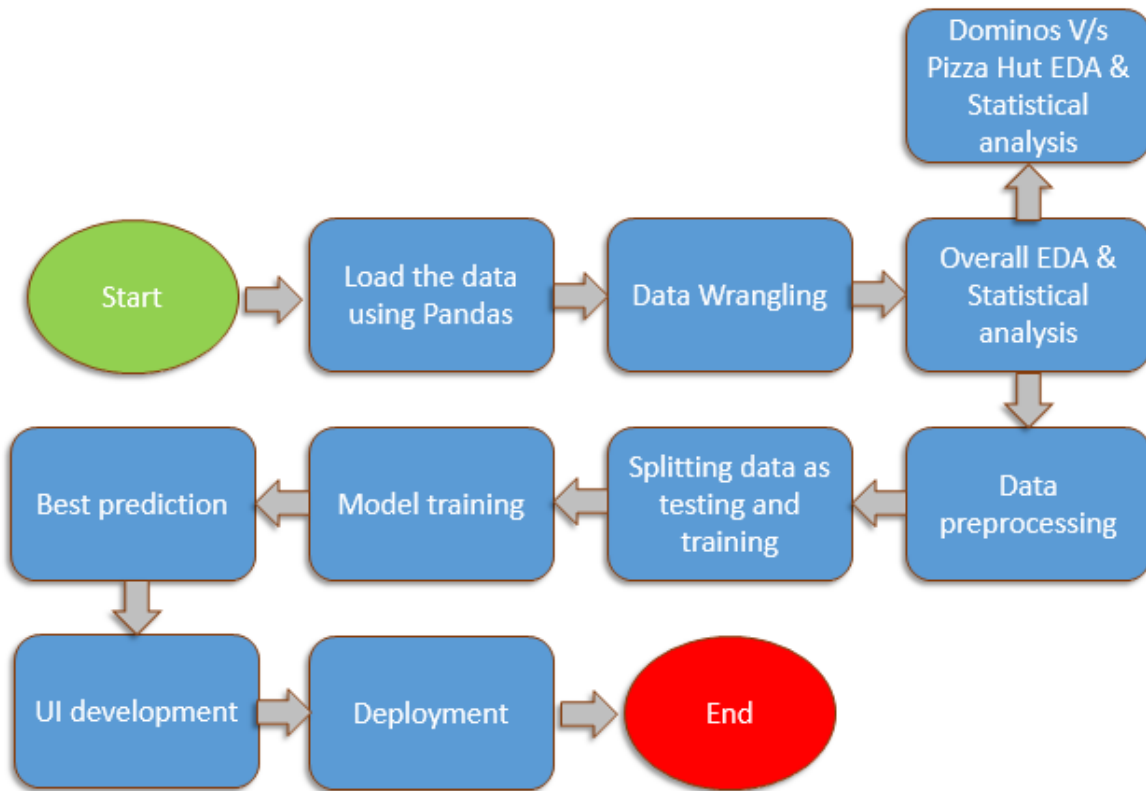 Dominos V/s
Pizza Hut EDA &
Statistical
analysis
Start
Load the data
using Pandas
Data Wrangling
Overall EDA &
Statistical
analysis
Data
preprocessing
Splitting data as
testing and
training
Model training
Best prediction
UI development
Deployment
End